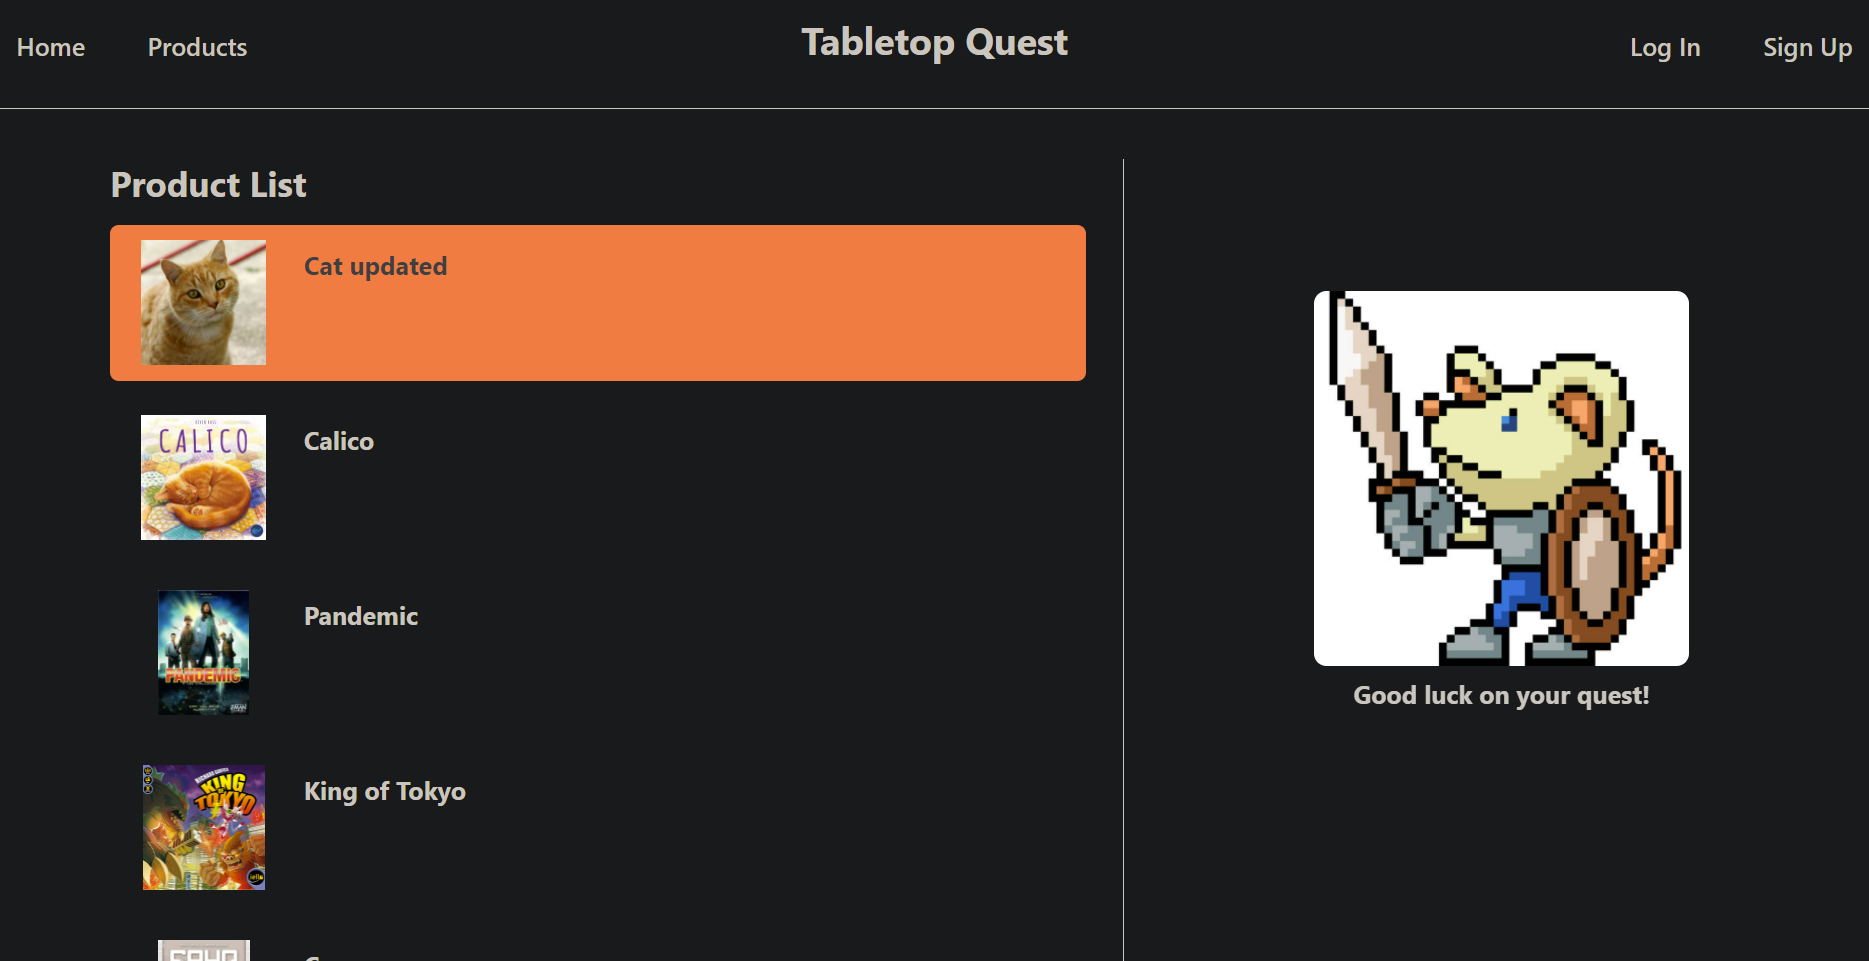 Home
Products
Tabletop Quest
Log In
Sign Up
Product List
Cat updated
CALICO
Calico
PANDEMIC
Pandemic
KING OF TOKYO
King of Tokyo
Good luck on your quest!